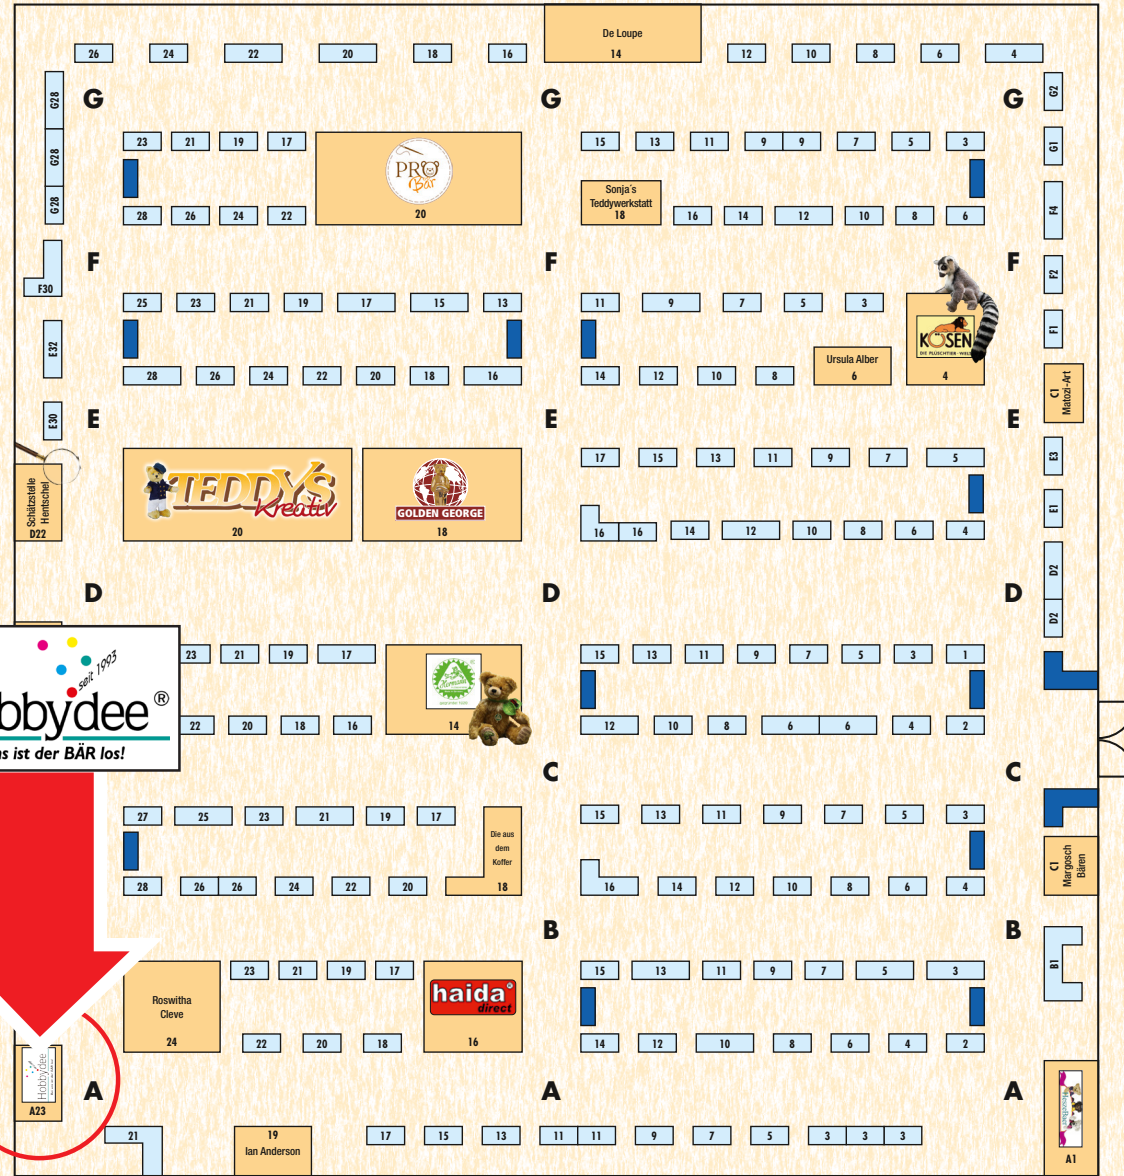 De Loupe
26 24 22 20 18 16 14 12 10 8 6 4
G28
G28
G28
G2
G G G
23 21 19 17
PRO
Bär
20
15 13 11 9 9 7 5 3
G1
28 26 24 22
Sonja´s
Teddywerkstatt
18
16 14 12 10 8 6
F4
F F F
F30
F2
25 23 21 19 17 15 13
11 9 7 5 3
KÖSEN
DIE PLÜSCHTIER-WELT
4
F1
E32
28 26 24 22 20 18 16
14 12 10 8
Ursula Alber
6
C1
Matozi-Art
E30
E E E
Schätzstelle
Hentschel
D22
TEDDYS
Kreativ
20
GOLDEN GEORGE
18
17 15 13 11 9 7 5
E3
E1
16 16 14 12 10 8 6 4
D2
D2
D D D
seit 1993
bbydee®
s ist der BÄR los!
23 21 19 17
Hermann
14
15 13 11 9 7 5 3 1
22 20 18 16
12 10 8 6 6 4 2
C C
27 25 23 21 19 17
Die aus
dem
Koffer
18
15 13 11 9 7 5 3
C1
Margosch
Bären
28 26 26 24 22 20
16 14 12 10 8 6 4
B B
B1
Roswitha
Cleve
24
23 21 19 17
haida®
direct
16
15 13 11 9 7 5 3
22 20 18
14 12 10 8 6 4 2
Hobbydee
A23
A A A
A1
21
19
Ian Anderson
17 15 13 11 11 9 7 5 3 3 3